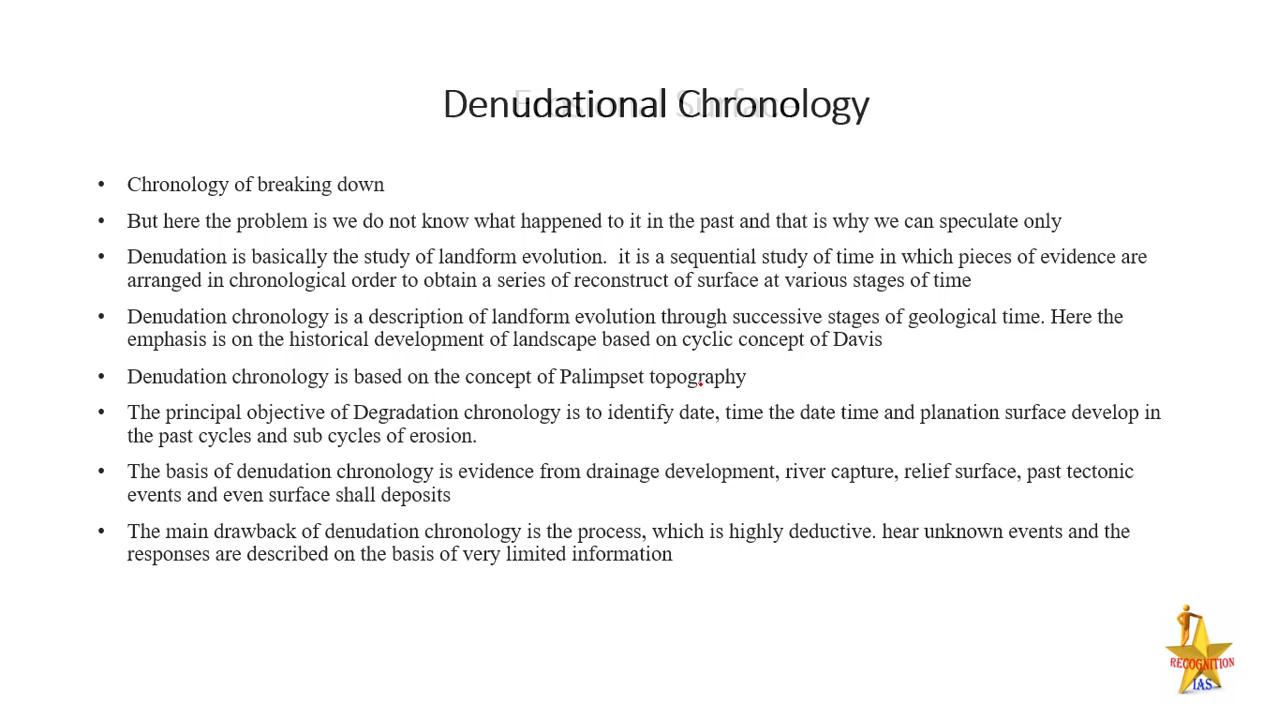 Denudational Chronology
• Chronology of breaking down
• But here the problem is we do not know what happened to it in the past and that is why we can speculate only
• Denudation is basically the study of landform evolution.  it is a sequential study of time in which pieces of evidence are
arranged in chronological order to obtain a series of reconstruct of surface at various stages of time
• Denudation chronology is a description of landform evolution through successive stages of geological time. Here the
emphasis is on the historical development of landscape based on cyclic concept of Davis
• Denudation chronology is based on the concept of Palimpset topography
• The principal objective of Degradation chronology is to identify date, time the date time and planation surface develop in
the past cycles and sub cycles of erosion.
• The basis of denudation chronology is evidence from drainage development, river capture, relief surface, past tectonic
events and even surface shall deposits
• The main drawback of denudation chronology is the process, which is highly deductive. hear unknown events and the
responses are described on the basis of very limited information
RECOGNITION
IAS